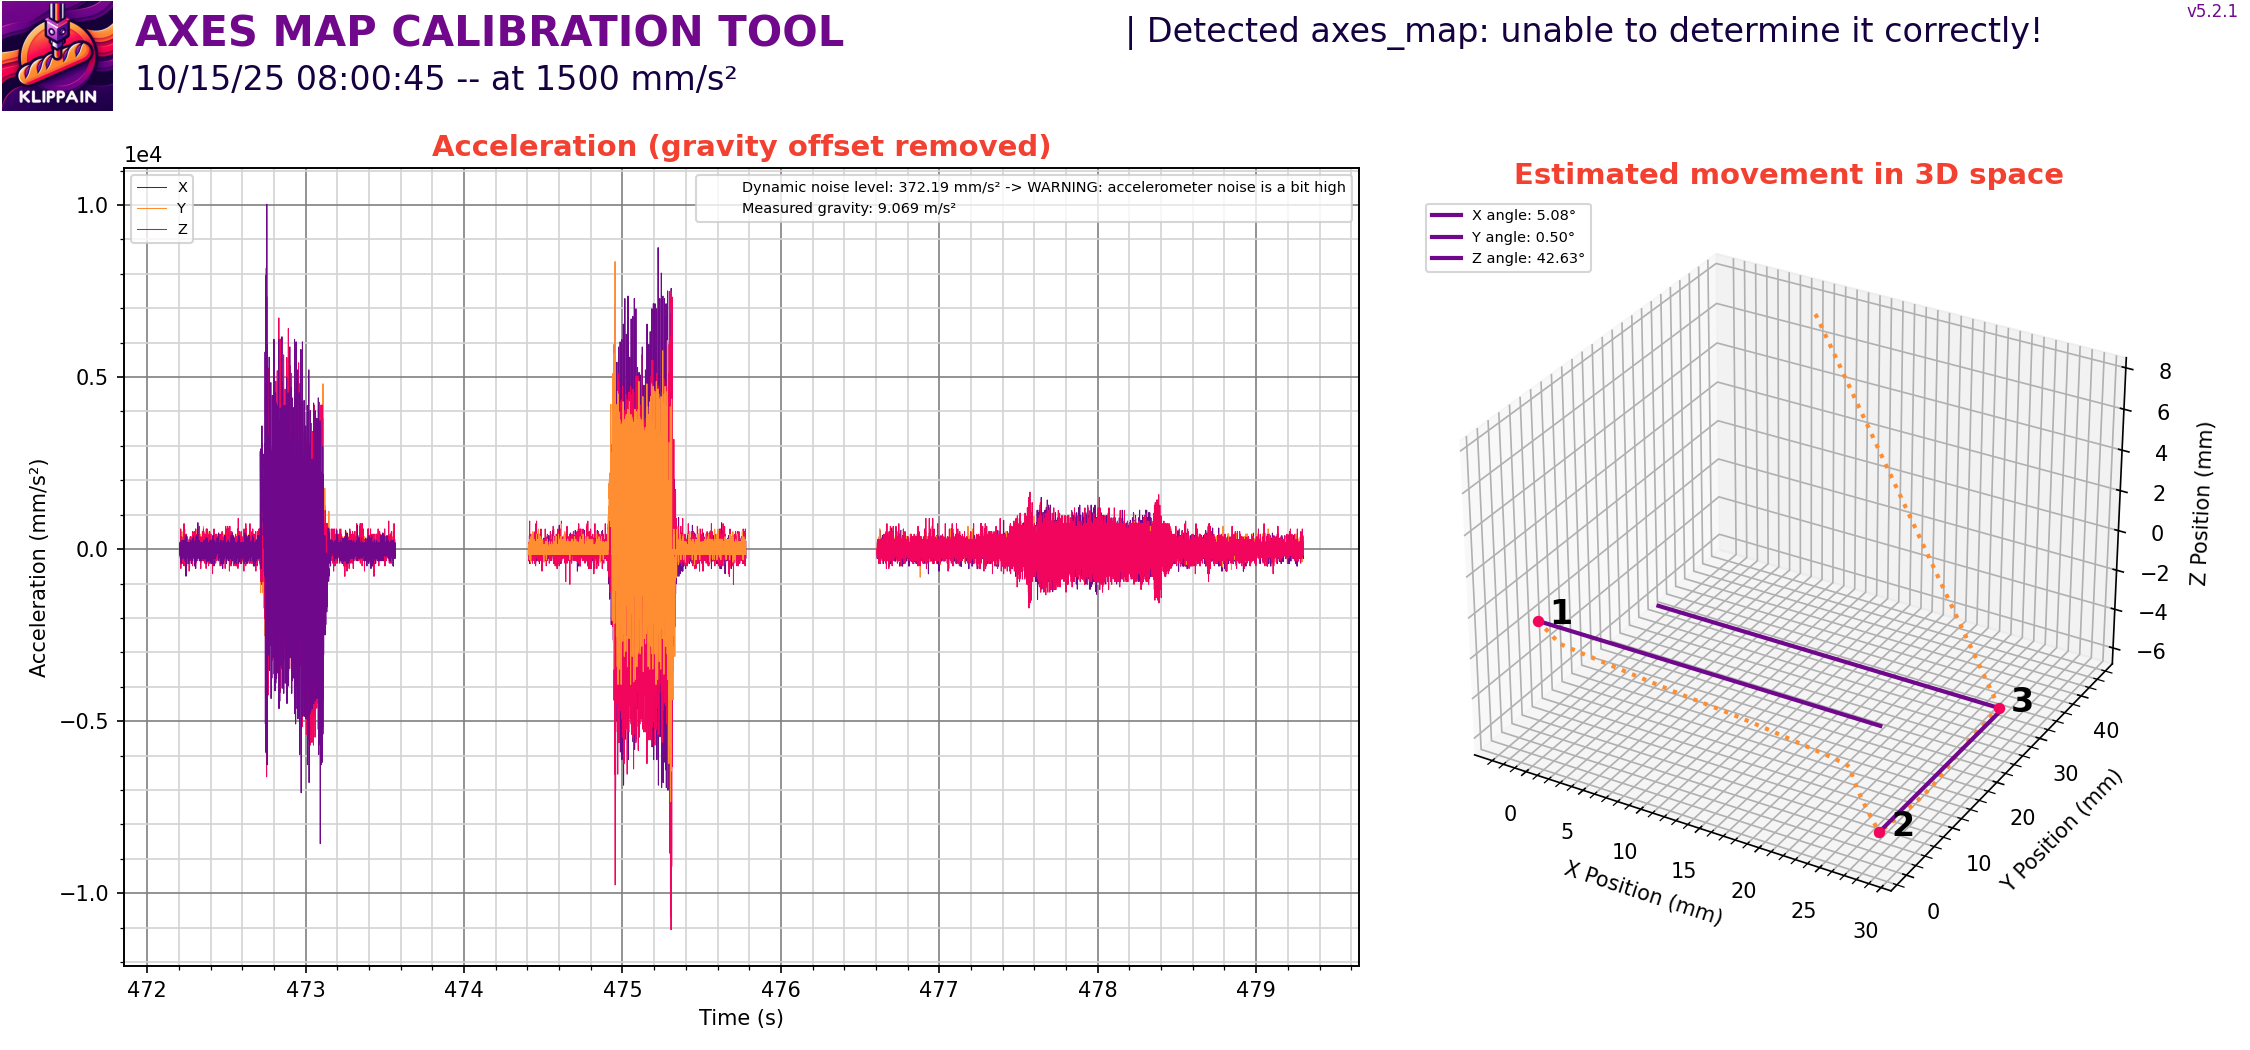 KLIPPAIN
AXES MAP CALIBRATION TOOL
10/15/25 08:00:45 -- at 1500 mm/s²
| Detected axes_map: unable to determine it correctly!
v5.2.1
Acceleration (gravity offset removed)
1e4
X
Y
Z
Dynamic noise level: 372.19 mm/s² -> WARNING: accelerometer noise is a bit high
Measured gravity: 9.069 m/s²
1.0
0.5
0.0
−0.5
−1.0
Acceleration (mm/s²)
472 473 474 475 476 477 478 479
Time (s)
Estimated movement in 3D space
X angle: 5.08°
Y angle: 0.50°
Z angle: 42.63°
1
2
3
0 5 10 15 20 25 30
X Position (mm)
0 10 20 30 40
Y Position (mm)
8
6
4
2
0
−2
−4
−6
Z Position (mm)